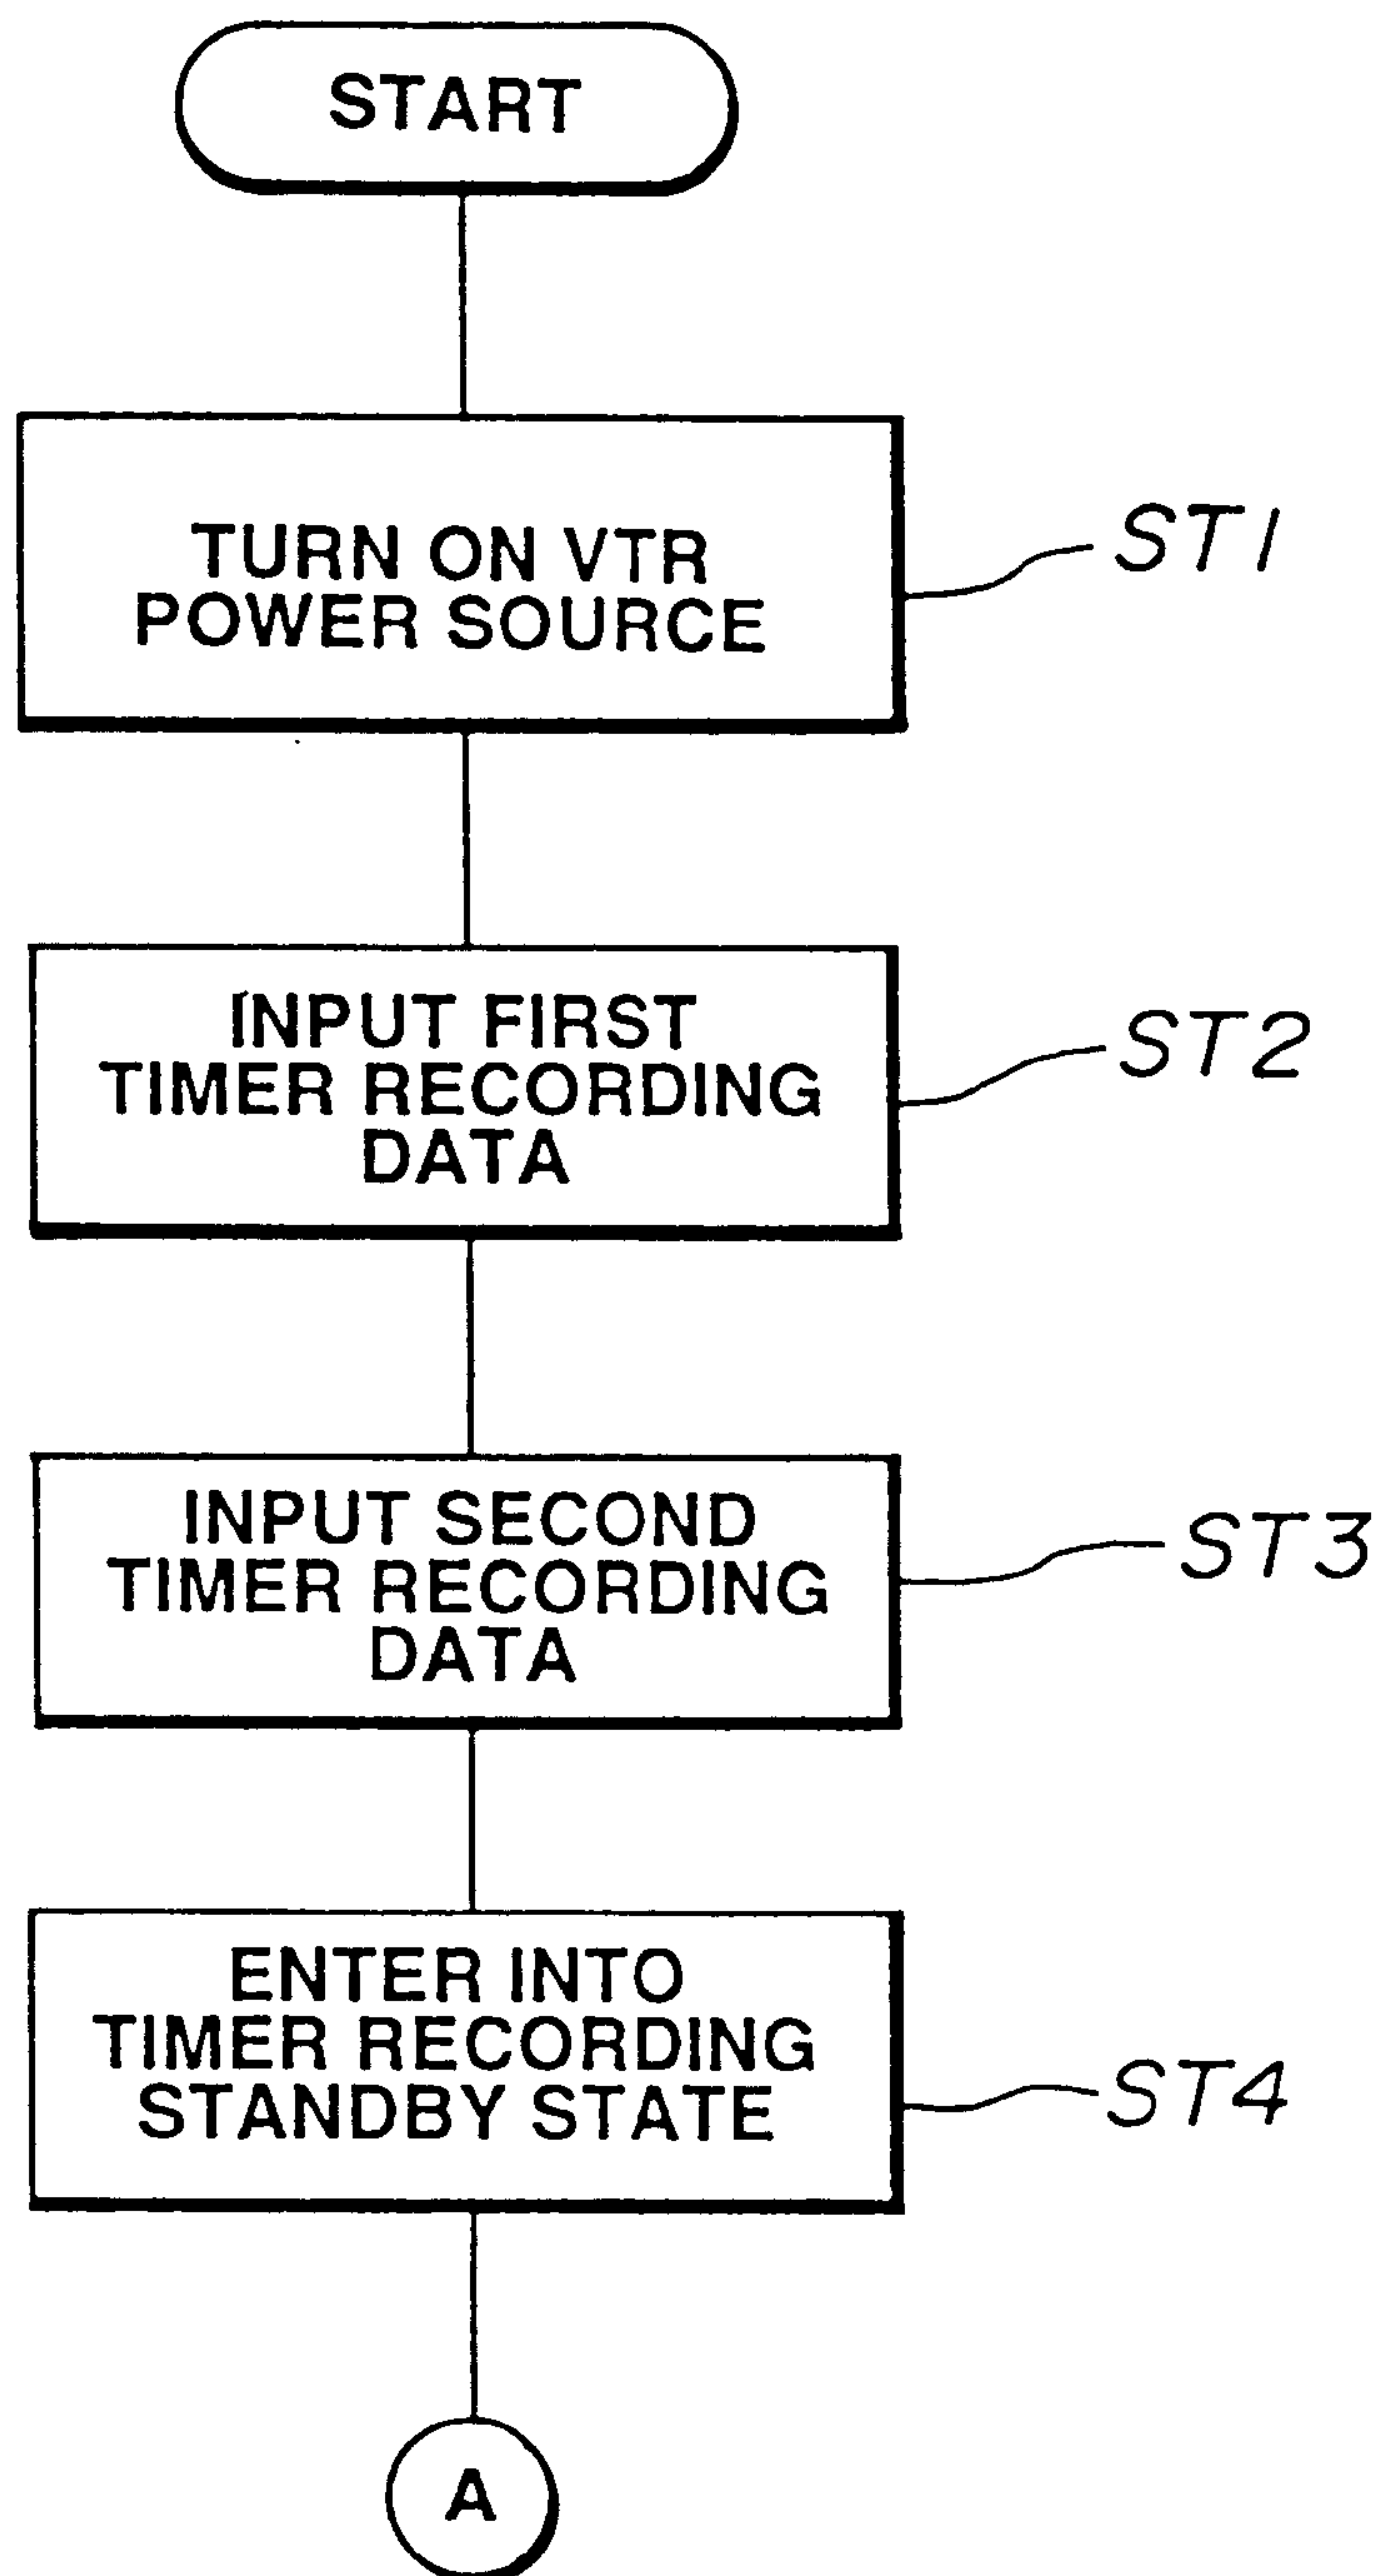 START
TURN ON VTR
POWER SOURCE
ST1
INPUT FIRST
TIMER RECORDING
DATA
ST2
INPUT SECOND
TIMER RECORDING
DATA
ST3
ENTER INTO
TIMER RECORDING
STANDBY STATE
ST4
A